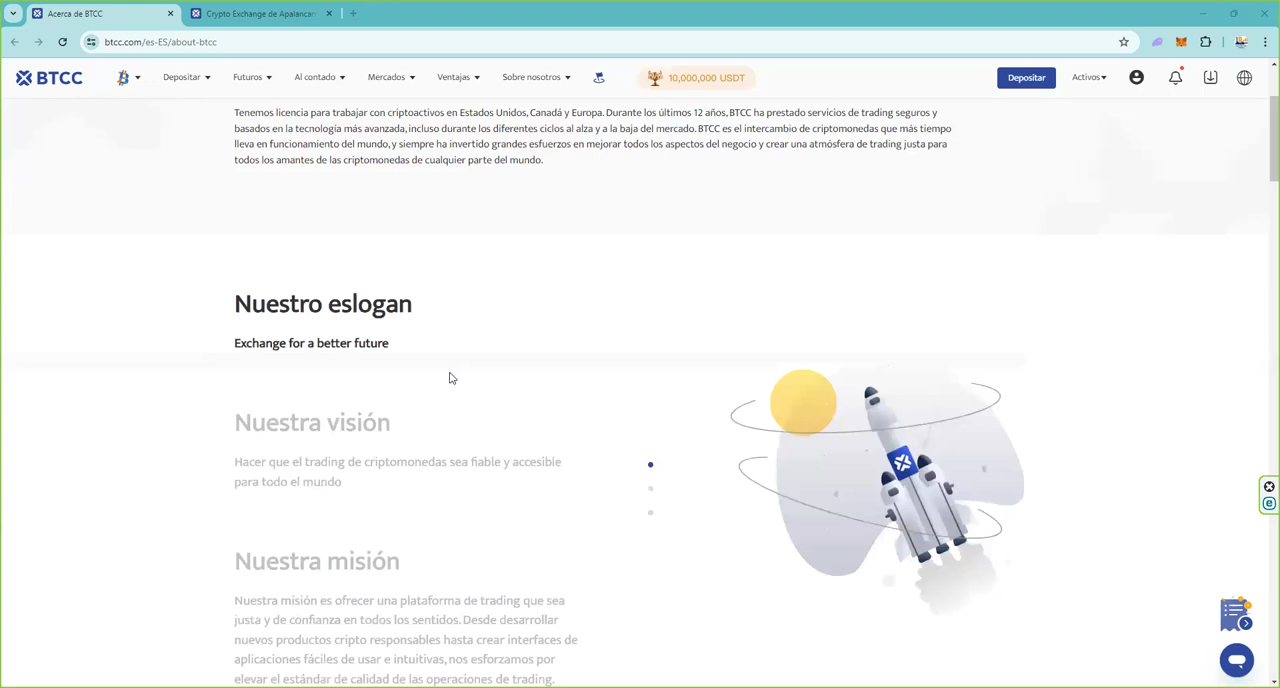 Acerca de BTCC
Crypto Exchange de Apalancam
btcc.com/es-ES/about-btcc
BTCC
Depositar
Futuros
Al contado
Mercados
Ventajas
Sobre nosotros
10,000,000 USDT
Depositar
Activos
Tenemos licencia para trabajar con criptoactivos en Estados Unidos, Canadá y Europa. Durante los últimos 12 años, BTCC ha prestado servicios de trading seguros y
basados en la tecnología más avanzada, incluso durante los diferentes ciclos al alza y a la baja del mercado. BTCC es el intercambio de criptomonedas que más tiempo
lleva en funcionamiento del mundo, y siempre ha invertido grandes esfuerzos en mejorar todos los aspectos del negocio y crear una atmósfera de trading justa para
todos los amantes de las criptomonedas de cualquier parte del mundo.
Nuestro eslogan
Exchange for a better future
Nuestra visión
Hacer que el trading de criptomonedas sea fiable y accesible
para todo el mundo
Nuestra misión
Nuestra misión es ofrecer una plataforma de trading que sea
justa y de confianza en todos los sentidos. Desde desarrollar
nuevos productos cripto responsables hasta crear interfaces de
aplicaciones fáciles de usar e intuitivas, nos esforzamos por
elevar el estándar de calidad de las operaciones de trading.